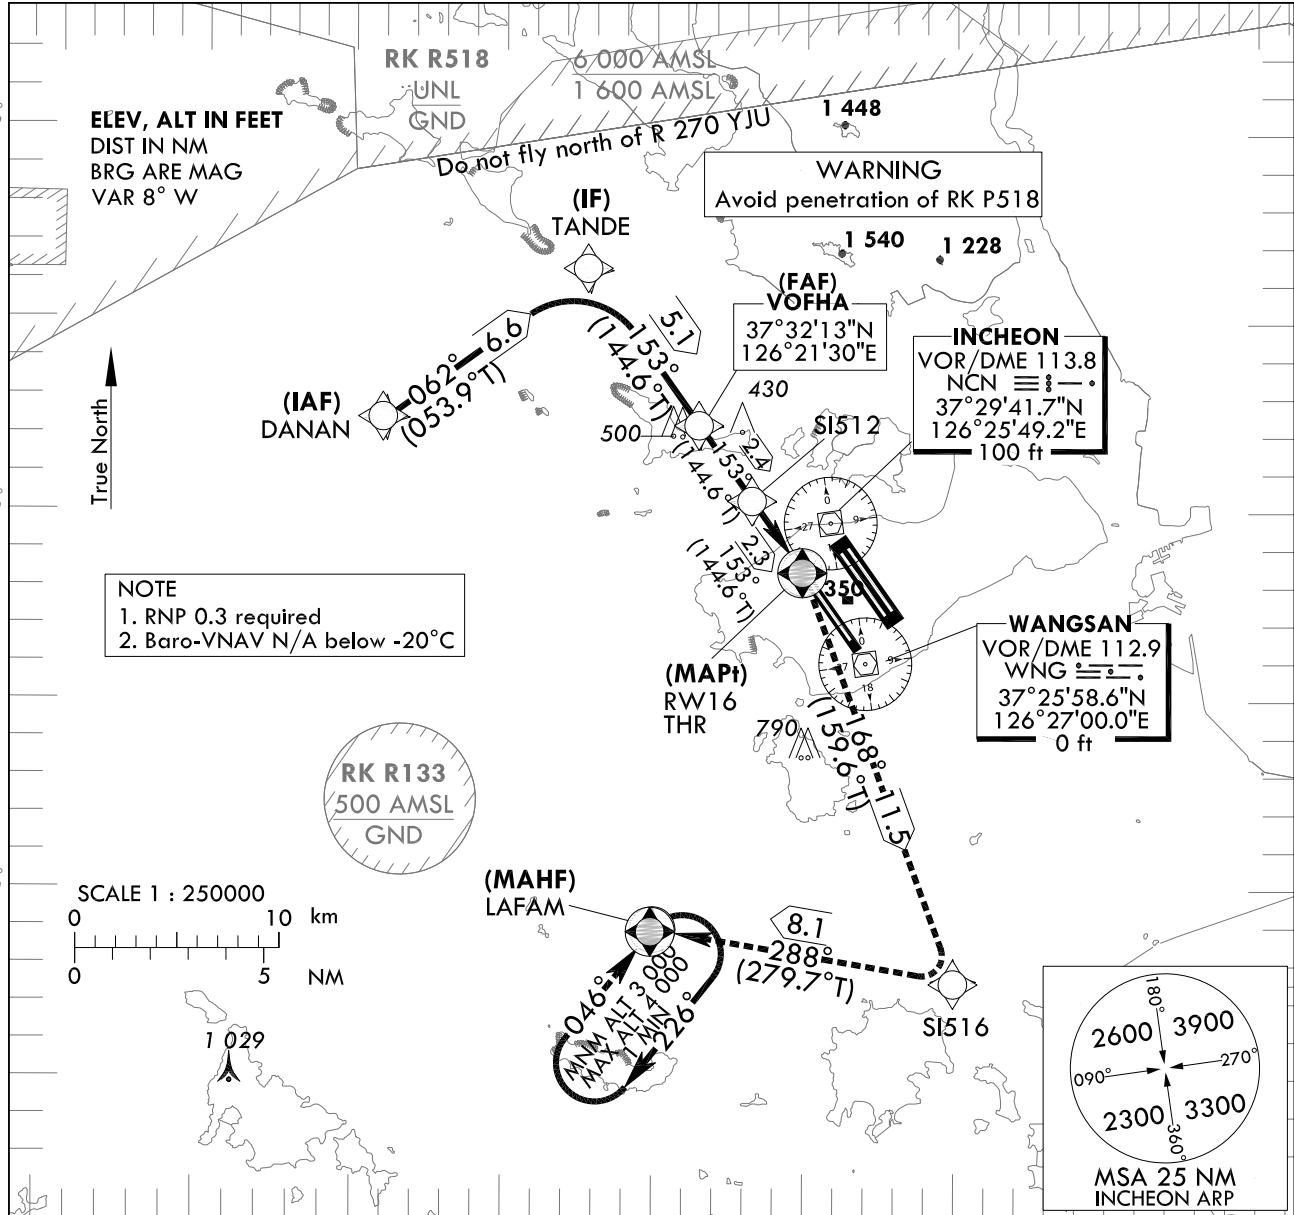 RK R518
UNL
GND
6 000 AMSL
1 600 AMSL
ELEV, ALT IN FEET
DIST IN NM
BRG ARE MAG
VAR 8° W
Do not fly north of R 270 YJU
1 448
WARNING
Avoid penetration of RK P518
(IF)
TANDE
1 540
1 228
(FAF)
VOFHA
37°32'13"N
126°21'30"E
INCHEON
VOR/DME 113.8
NCN
37°29'41.7"N
126°25'49.2"E
100 ft
True North
(IAF)
DANAN
062° 6.6
(053.9°T)
5.1
153°
(144.6°T)
430
500
SI512
2.4
153°
(144.6°T)
2.3
153°
(144.6°T)
0
9
27
350
NOTE
1. RNP 0.3 required
2. Baro-VNAV N/A below -20°C
(MAPt)
RW16
THR
0
9
18
27
WANGSAN
VOR/DME 112.9
WNG
37°25'58.6"N
126°27'00.0"E
0 ft
790
168° 11.5
(159.6°T)
RK R133
500 AMSL
GND
SCALE 1 : 250000
0 10 km
0 5 NM
(MAHF)
LAFAM
8.1
288°
(279.7°T)
SI516
046°
MNM ALT 3 000
MAX ALT 4 000
1 MIN
226°
1 029
180°
2600 3900
270°
090°
2300 3300
360°
MSA 25 NM
INCHEON ARP